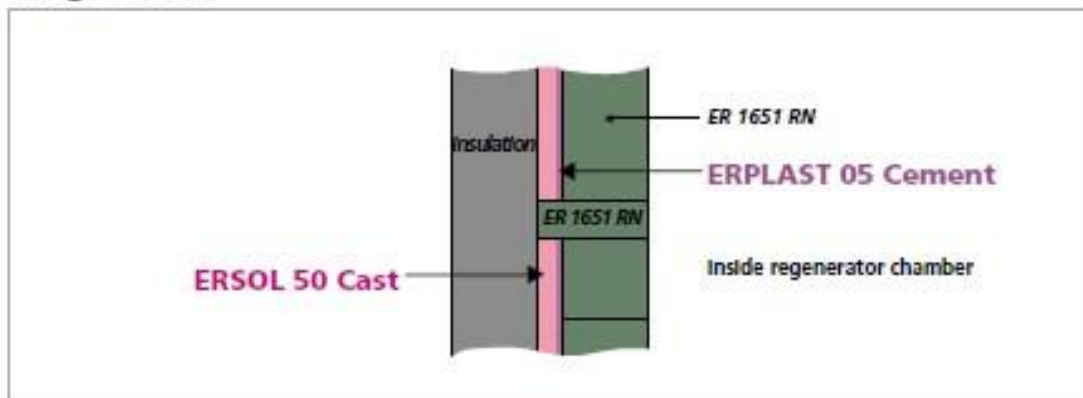 ER 1651 RN
Insulation
ERPLAST 05 Cement
ER 1651 RN
Inside regenerator chamber
ERSOL 50 Cast